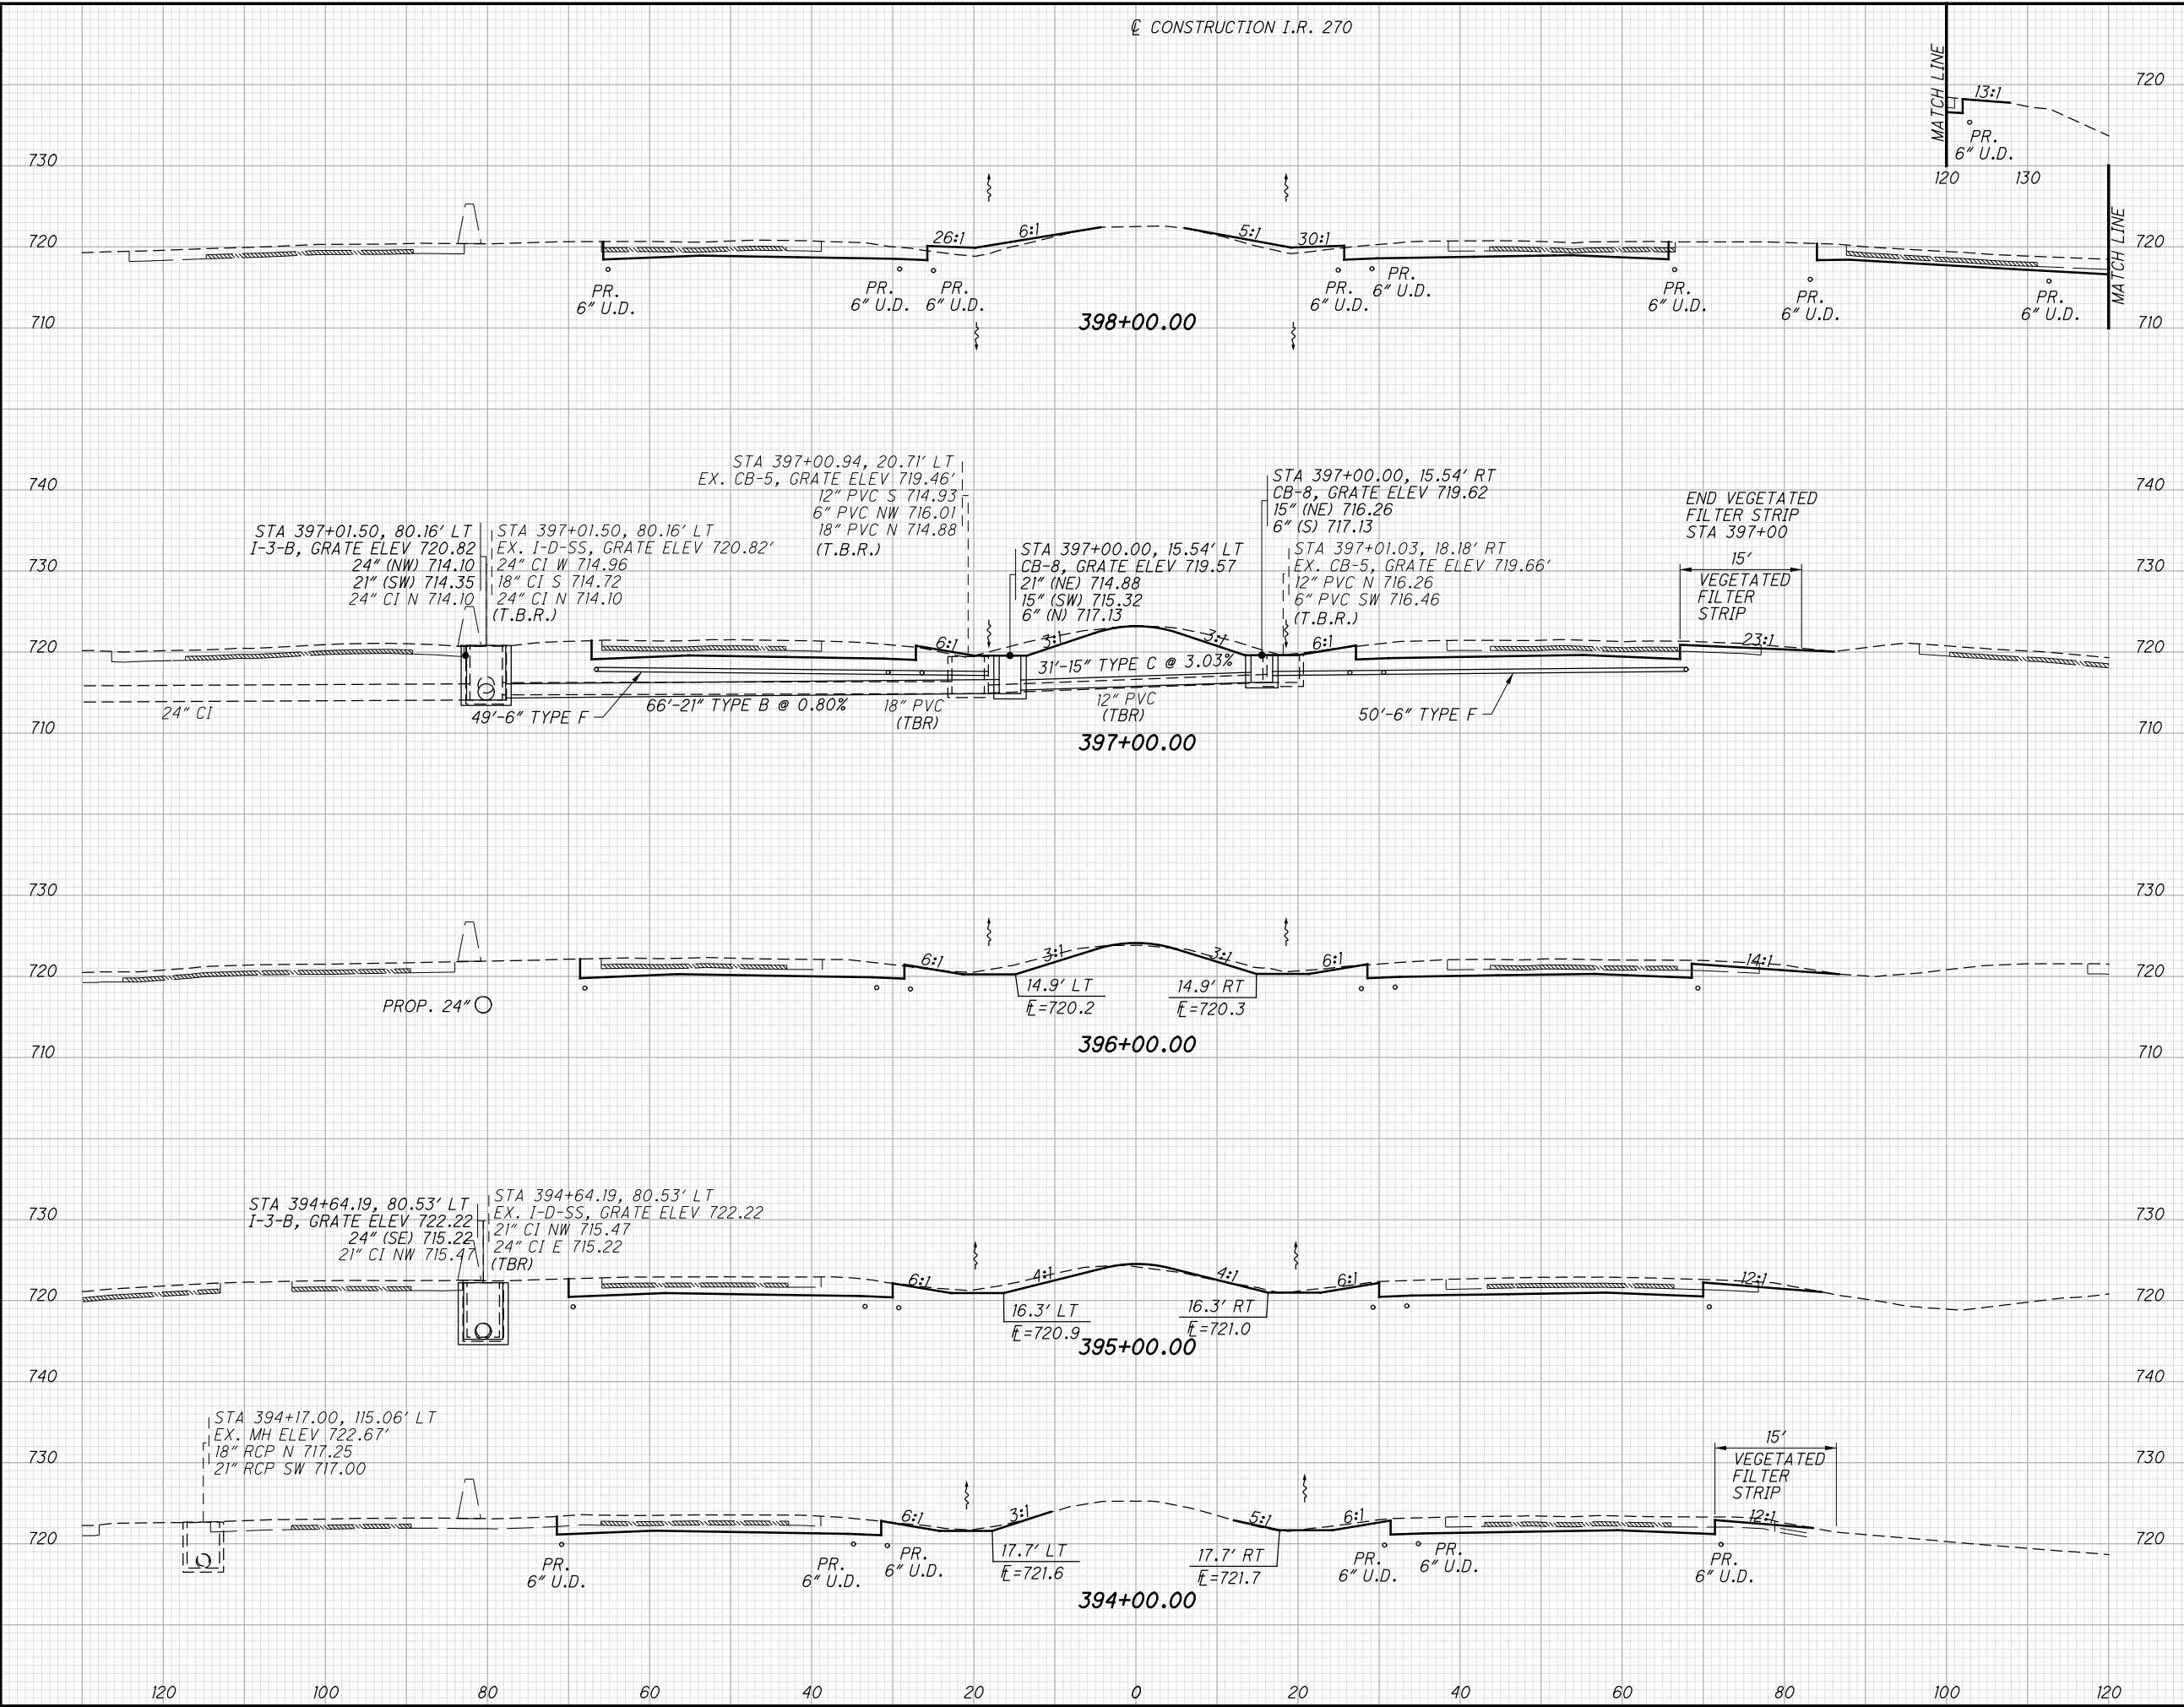 ℄ CONSTRUCTION I.R. 270
MATCH LINE
720
720
13:1
PR.
6" U.D.
120
130
MATCH LINE
730
720
26:1
6:1
5:1
30:1
720
PR.
6" U.D.
PR.
6" U.D.
PR.
6" U.D.
PR.
6" U.D.
PR.
6" U.D.
PR.
6" U.D.
PR.
6" U.D.
PR.
6" U.D.
710
398+00.00
710
740
740
STA 397+00.94, 20.71' LT
EX. CB-5, GRATE ELEV 719.46'
12" PVC S 714.93
6" PVC NW 716.01
18" PVC N 714.88
(T.B.R.)
STA 397+00.00, 15.54' RT
CB-8, GRATE ELEV 719.62
15" (NE) 716.26
6" (S) 717.13
END VEGETATED
FILTER STRIP
STA 397+00
STA 397+01.50, 80.16' LT
I-3-B, GRATE ELEV 720.82
24" (NW) 714.10
21" (SW) 714.35
24" CI N 714.10
STA 397+01.50, 80.16' LT
EX. I-D-SS, GRATE ELEV 720.82'
24" CI W 714.96
18" CI S 714.72
24" CI N 714.10
(T.B.R.)
STA 397+00.00, 15.54' LT
CB-8, GRATE ELEV 719.57
21" (NE) 714.88
15" (SW) 715.32
6" (N) 717.13
STA 397+01.03, 18.18' RT
EX. CB-5, GRATE ELEV 719.66'
12" PVC N 716.26
6" PVC SW 716.46
(T.B.R.)
15'
VEGETATED
FILTER
STRIP
730
730
720
6:1
3:1
3:1
6:1
23:1
720
31'-15" TYPE C @ 3.03%
24" CI
49'-6" TYPE F
66'-21" TYPE B @ 0.80%
18" PVC
(TBR)
12" PVC
(TBR)
50'-6" TYPE F
710
397+00.00
710
730
730
720
6:1
3:1
3:1
6:1
14:1
720
PROP. 24"
14.9' LT
F̵L=720.2
14.9' RT
F̵L=720.3
710
396+00.00
710
STA 394+64.19, 80.53' LT
I-3-B, GRATE ELEV 722.22
24" (SE) 715.22
21" CI NW 715.47
STA 394+64.19, 80.53' LT
EX. I-D-SS, GRATE ELEV 722.22
21" CI NW 715.47
24" CI E 715.22
(TBR)
730
730
720
6:1
4:1
4:1
6:1
12:1
720
16.3' LT
F̵L=720.9
16.3' RT
F̵L=721.0
395+00.00
740
740
STA 394+17.00, 115.06' LT
EX. MH ELEV 722.67'
18" RCP N 717.25
21" RCP SW 717.00
15'
VEGETATED
FILTER
STRIP
730
730
720
6:1
3:1
5:1
6:1
12:1
720
PR.
6" U.D.
PR.
6" U.D.
PR.
6" U.D.
17.7' LT
F̵L=721.6
17.7' RT
F̵L=721.7
PR.
6" U.D.
PR.
6" U.D.
PR.
6" U.D.
394+00.00
120
100
80
60
40
20
0
20
40
60
80
100
120